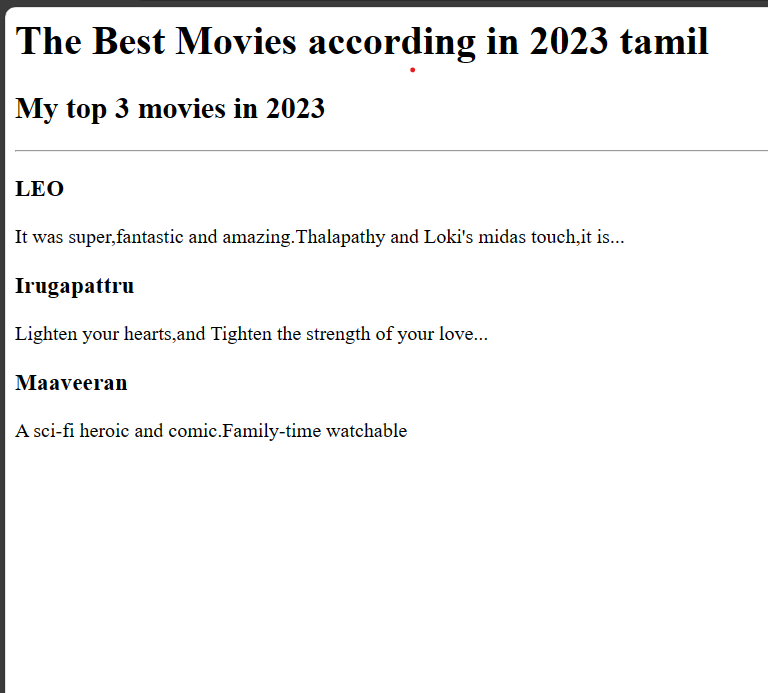 The Best Movies according in 2023 tamil
My top 3 movies in 2023
LEO
It was super,fantastic and amazing.Thalapathy and Loki's midas touch,it is...
Irugapattru
Lighten your hearts,and Tighten the strength of your love...
Maaveeran
A sci-fi heroic and comic.Family-time watchable